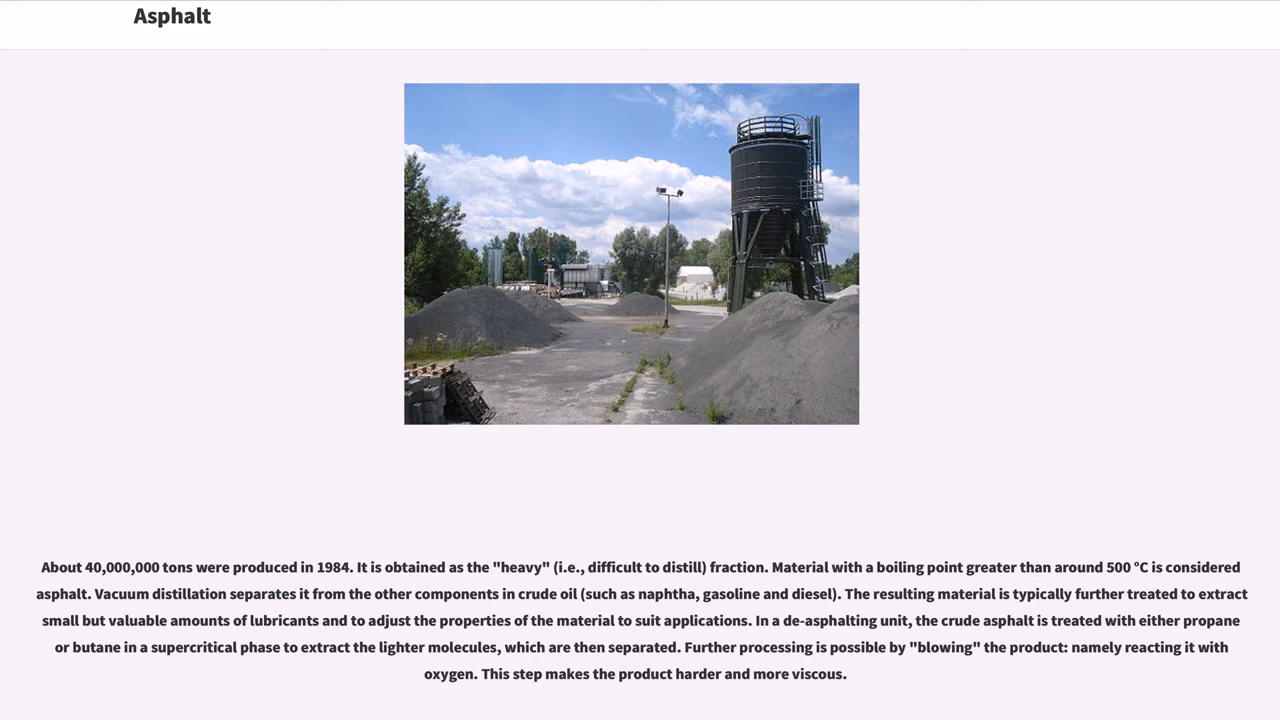 Asphalt
About 40,000,000 tons were produced in 1984. It is obtained as the "heavy" (i.e., difficult to distill) fraction. Material with a boiling point greater than around 500 °C is considered
asphalt. Vacuum distillation separates it from the other components in crude oil (such as naphtha, gasoline and diesel). The resulting material is typically further treated to extract
small but valuable amounts of lubricants and to adjust the properties of the material to suit applications. In a de-asphalting unit, the crude asphalt is treated with either propane
or butane in a supercritical phase to extract the lighter molecules, which are then separated. Further processing is possible by "blowing" the product: namely reacting it with
oxygen. This step makes the product harder and more viscous.